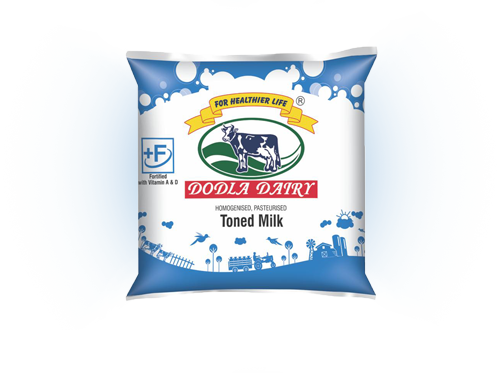 FOR HEALTHIER LIFE
®
+F
Fortified
with Vitamin A & D
DODLA DAIRY
HOMOGENISED, PASTEURISED
Toned Milk